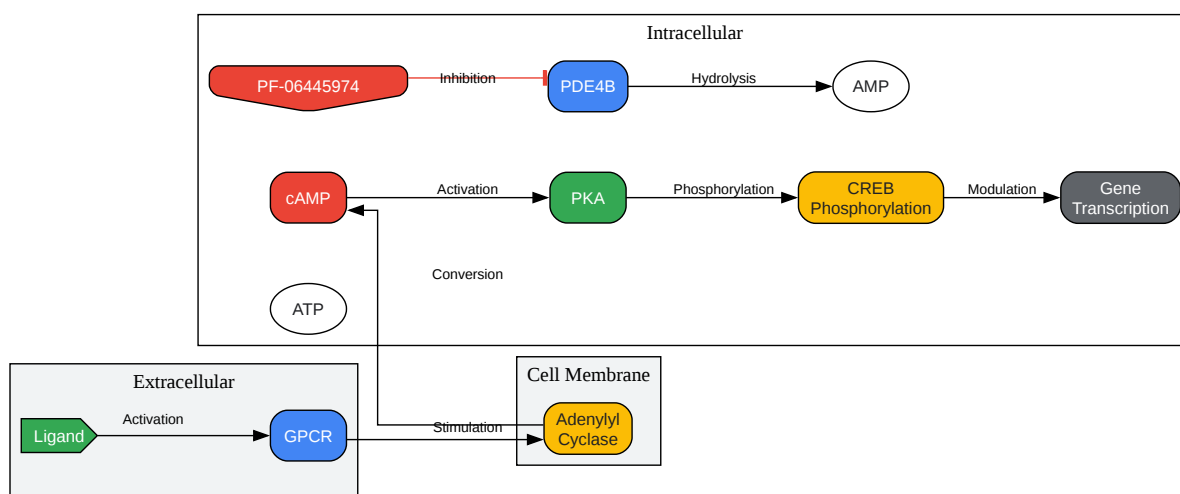 Intracellular
PF-06445974
Inhibition
PDE4B
Hydrolysis
AMP
cAMP
Activation
PKA
Phosphorylation
CREB
Phosphorylation
Modulation
Gene
Transcription
Conversion
ATP
Extracellular
Ligand
Activation
GPCR
Stimulation
Cell Membrane
Adenylyl
Cyclase